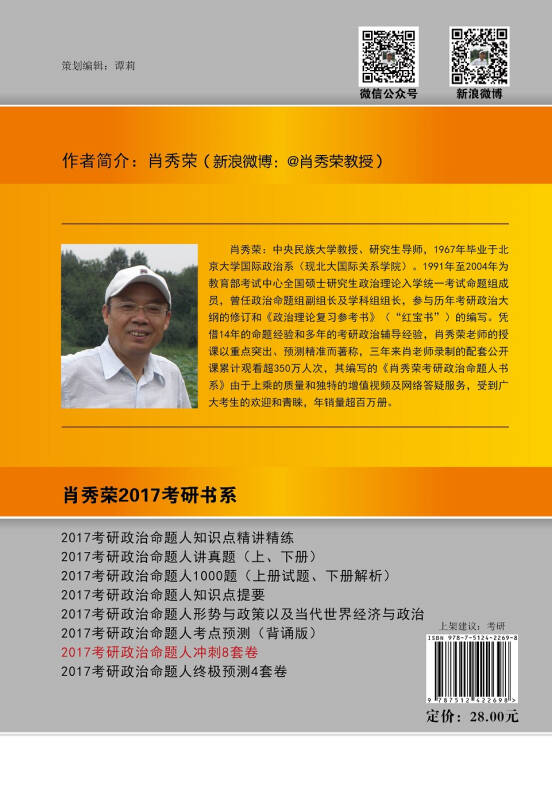 策划编辑：谭莉
微信公众号
新浪微博
作者简介：肖秀荣（新浪微博：@肖秀荣教授）
肖秀荣：中央民族大学教授、研究生导师，1967年毕业于北
京大学国际政治系（现北大国际关系学院）。1991年至2004年为
教育部考试中心全国硕士研究生政治理论入学统一考试命题组成
员，曾任政治命题组副组长及学科组组长，参与历年考研政治大
纲的修订和《政治理论复习参考书》（“红宝书”）的编写。凭
借14年的命题经验和多年的考研政治辅导经验，肖秀荣老师的授
课以重点突出、预测精准而著称，三年来肖老师录制的配套公开
课累计观看超350万人次，其编写的《肖秀荣考研政治命题人书
系》由于上乘的质量和独特的增值视频及网络答疑服务，受到广
大考生的欢迎和青睐，年销量超百万册。
肖秀荣2017考研书系
2017考研政治命题人知识点精讲精练
2017考研政治命题人讲真题（上、下册）
2017考研政治命题人1000题（上册试题、下册解析）
2017考研政治命题人知识点提要
2017考研政治命题人形势与政策以及当代世界经济与政治
2017考研政治命题人考点预测（背诵版）
2017考研政治命题人冲刺8套卷
2017考研政治命题人终极预测4套卷
上架建议：考研
ISBN 978-7-5124-2269-8
9 787512 422698 >
定价：28.00元